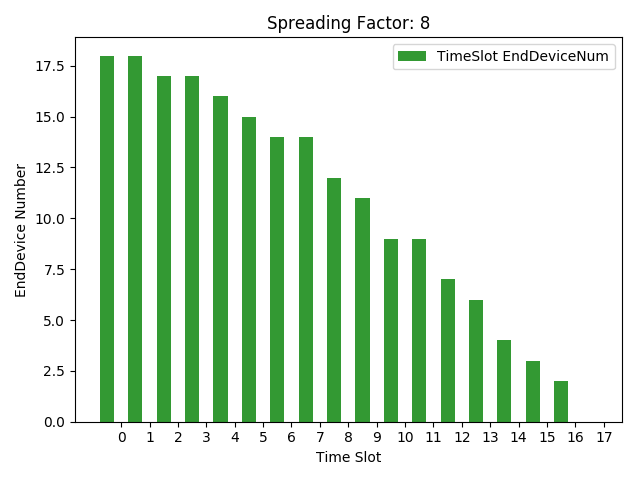 Spreading Factor: 8
TimeSlot EndDeviceNum
EndDevice Number
17.5
15.0
12.5
10.0
7.5
5.0
2.5
0.0
0 1 2 3 4 5 6 7 8 9 10 11 12 13 14 15 16 17
Time Slot